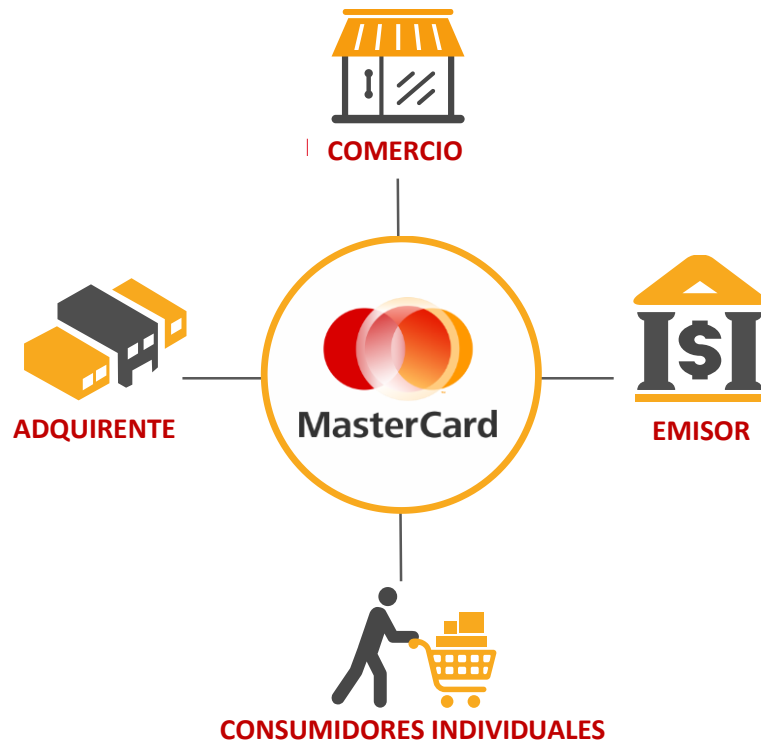 COMERCIO
ADQUIRENTE
MasterCard
EMISOR
$
CONSUMIDORES INDIVIDUALES